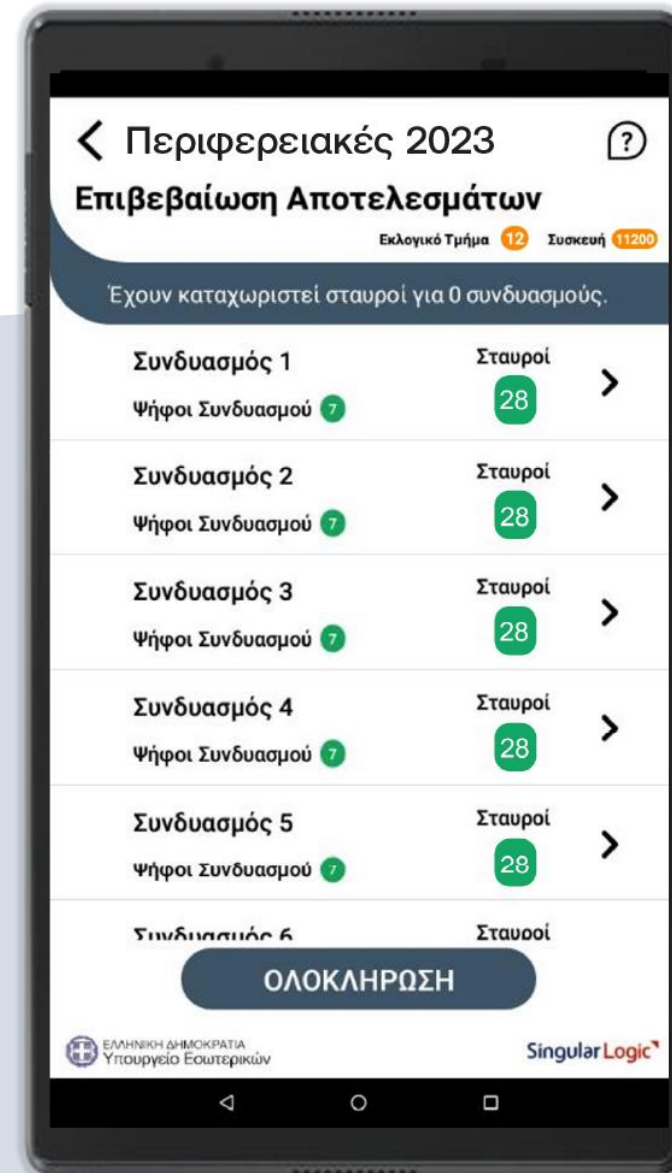 Περιφερειακές 2023
?
Επιβεβαίωση Αποτελεσμάτων
Εκλογικό Τμήμα 12 Συσκευή 11200
Έχουν καταχωριστεί σταυροί για 0 συνδυασμούς.
Συνδυασμός 1 Σταυροί
Ψήφοι Συνδυασμού 7 28
Συνδυασμός 2 Σταυροί
Ψήφοι Συνδυασμού 7 28
Συνδυασμός 3 Σταυροί
Ψήφοι Συνδυασμού 7 28
Συνδυασμός 4 Σταυροί
Ψήφοι Συνδυασμού 7 28
Συνδυασμός 5 Σταυροί
Ψήφοι Συνδυασμού 7 28
Συνδυασμός 6 Σταυροί
ΟΛΟΚΛΗΡΩΣΗ
ΕΛΛΗΝΙΚΗ ΔΗΜΟΚΡΑΤΙΑ
Υπουργείο Εσωτερικών
SingularLogic